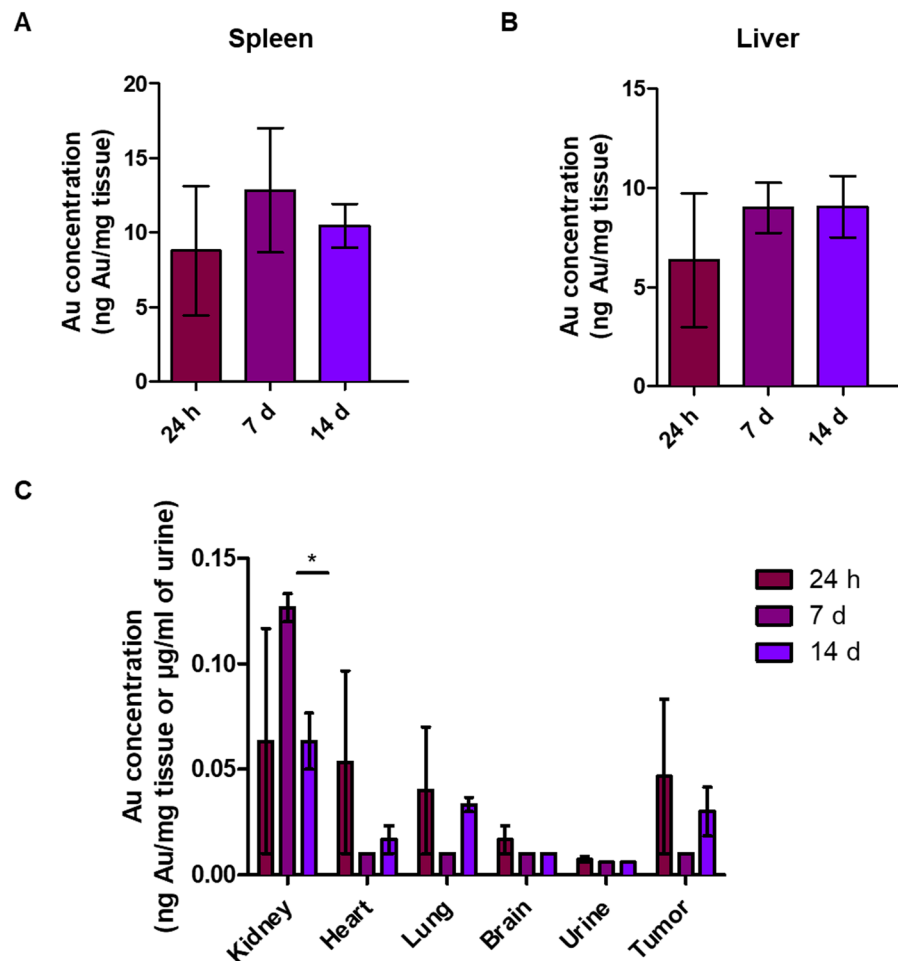 A
Spleen
Au concentration
(ng Au/mg tissue)
20
15
10
5
0
24 h
7 d
14 d
B
Liver
Au concentration
(ng Au/mg tissue)
15
10
5
0
24 h
7 d
14 d
C
Au concentration
(ng Au/mg tissue or µg/ml of urine)
0.15
0.10
0.05
0.00
*
Kidney
Heart
Lung
Brain
Urine
Tumor
24 h
7 d
14 d